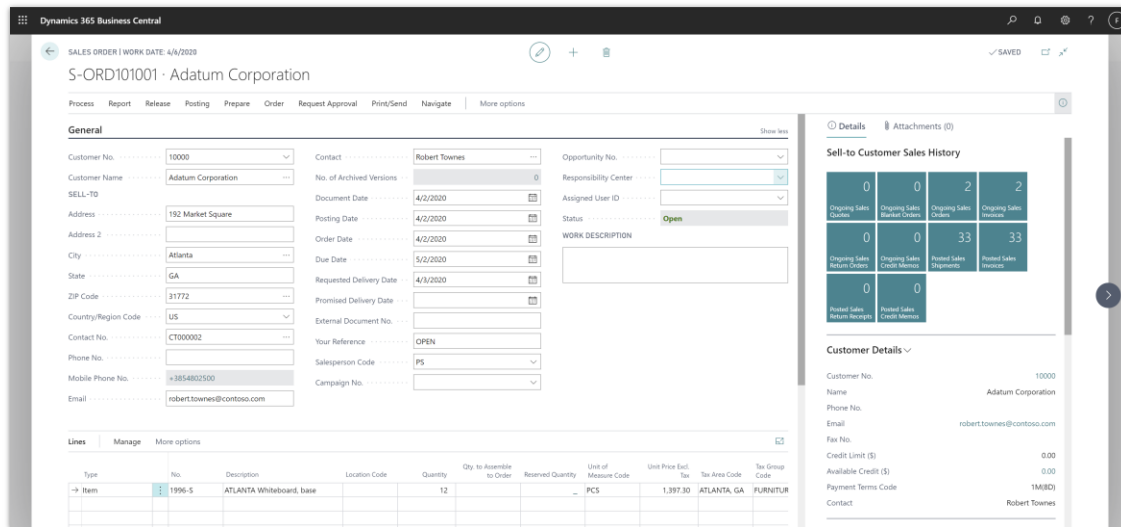 Dynamics 365 Business Central
?
F
SALES ORDER | WORK DATE: 4/6/2020
SAVED
S-ORD101001 · Adatum Corporation
Process Report Release Posting Prepare Order Request Approval Print/Send Navigate More options
General
Show less
Customer No. 10000
Customer Name Adatum Corporation
SELL-TO
Address 192 Market Square
Address 2
City Atlanta
State GA
ZIP Code 31772
Country/Region Code US
Contact No. CT000002
Phone No.
Mobile Phone No. +3854802500
Email robert.townes@contoso.com
Contact Robert Townes
No. of Archived Versions 0
Document Date 4/2/2020
Posting Date 4/2/2020
Order Date 4/2/2020
Due Date 5/2/2020
Requested Delivery Date 4/3/2020
Promised Delivery Date
External Document No.
Your Reference OPEN
Salesperson Code PS
Campaign No.
Opportunity No.
Responsibility Center
Assigned User ID
Status Open
WORK DESCRIPTION
Lines Manage More options
Type No. Description Location Code Quantity Qty. to Assemble to Order Reserved Quantity Unit of Measure Code Unit Price Excl. Tax Tax Area Code Tax Group Code
Item 1996-S ATLANTA Whiteboard, base 12 _ PCS 1,397.30 ATLANTA, GA FURNITUR
Details Attachments (0)
Sell-to Customer Sales History
0 Ongoing Sales Quotes
0 Ongoing Sales Blanket Orders
2 Ongoing Sales Orders
2 Ongoing Sales Invoices
0 Ongoing Sales Return Orders
0 Ongoing Sales Credit Memos
33 Posted Sales Shipments
33 Posted Sales Invoices
0 Posted Sales Return Receipts
0 Posted Sales Credit Memos
Customer Details
Customer No. 10000
Name Adatum Corporation
Phone No.
Email robert.townes@contoso.com
Fax No.
Credit Limit ($) 0.00
Available Credit ($) 0.00
Payment Terms Code 1M(8D)
Contact Robert Townes